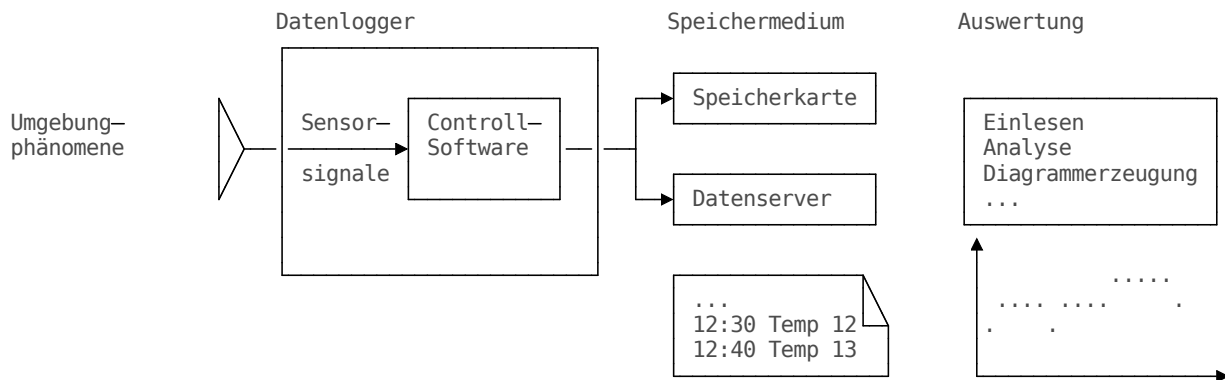 Datenlogger
Speichermedium
Auswertung
Umgebung—
phänomene
Sensor—
signale
Controll—
Software
Speicherkarte
Datenserver
...
12:30 Temp 12
12:40 Temp 13
Einlesen
Analyse
Diagrammerzeugung
...